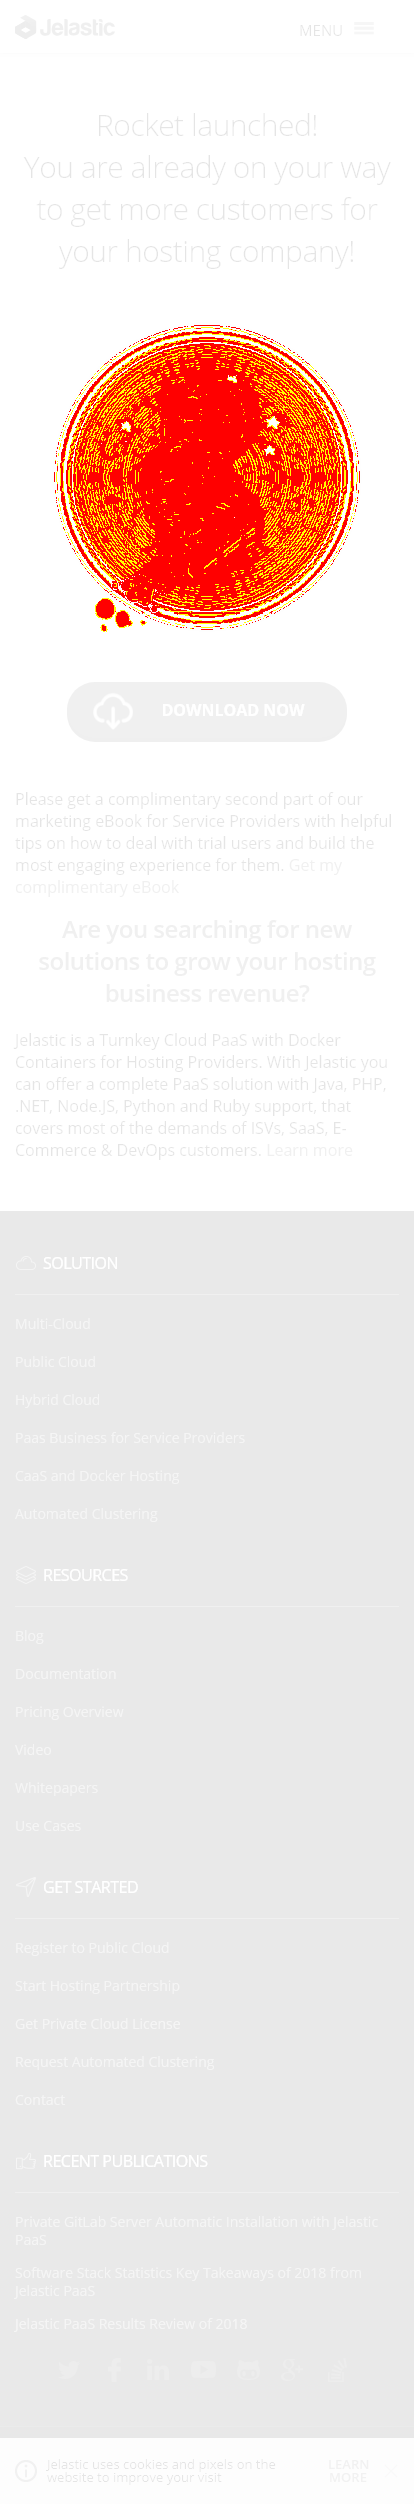 Jelastic
MENU
Rocket launched!
You are already on your way
to get more customers for
your hosting company!
DOWNLOAD NOW
Please get a complimentary second part of our
marketing eBook for Service Providers with helpful
tips on how to deal with trial users and build the
most engaging experience for them. Get my
complimentary eBook
Are you searching for new
solutions to grow your hosting
business revenue?
Jelastic is a Turnkey Cloud PaaS with Docker
Containers for Hosting Providers. With Jelastic you
can offer a complete PaaS solution with Java, PHP,
.NET, Node.JS, Python and Ruby support, that
covers most of the demands of ISVs, SaaS, E-
Commerce & DevOps customers. Learn more
SOLUTION
Multi-Cloud
Public Cloud
Hybrid Cloud
Paas Business for Service Providers
CaaS and Docker Hosting
Automated Clustering
RESOURCES
Blog
Documentation
Pricing Overview
Video
Whitepapers
Use Cases
GET STARTED
Register to Public Cloud
Start Hosting Partnership
Get Private Cloud License
Request Automated Clustering
Contact
RECENT PUBLICATIONS
Private GitLab Server Automatic Installation with Jelastic
PaaS
Software Stack Statistics Key Takeaways of 2018 from
Jelastic PaaS
Jelastic PaaS Results Review of 2018
Jelastic uses cookies and pixels on the
website to improve your visit
LEARN
MORE